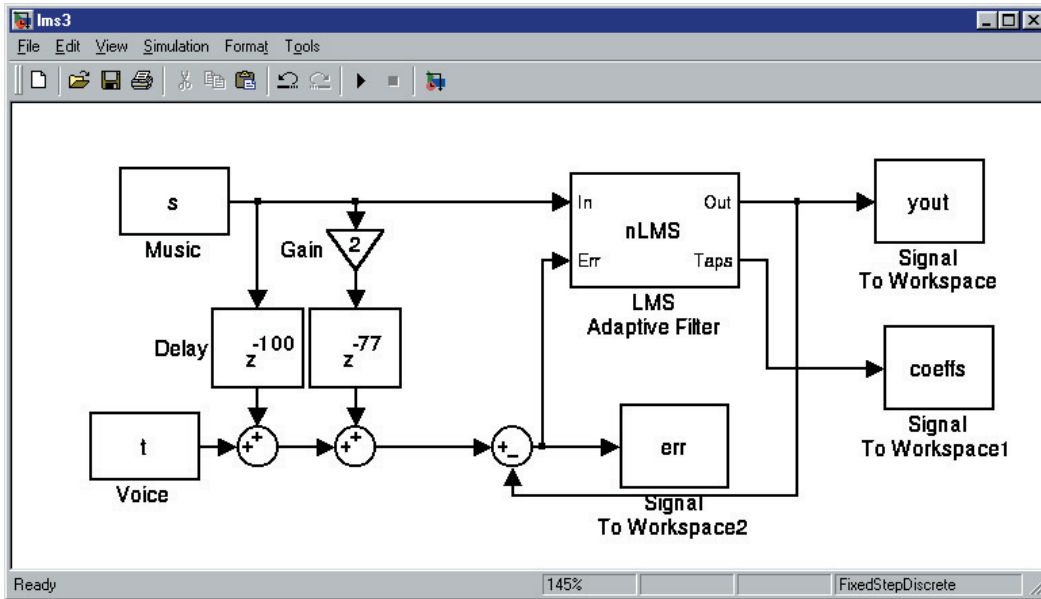 lms3
File Edit View Simulation Format Tools
s
Music
Gain
2
In Out
nLMS
Err Taps
LMS
Adaptive Filter
yout
Signal
To Workspace
Delay
z-100
z-77
coeffs
Signal
To Workspace1
t
Voice
+ +
+ +
+ -
err
Signal
To Workspace2
Ready 145% FixedStepDiscrete